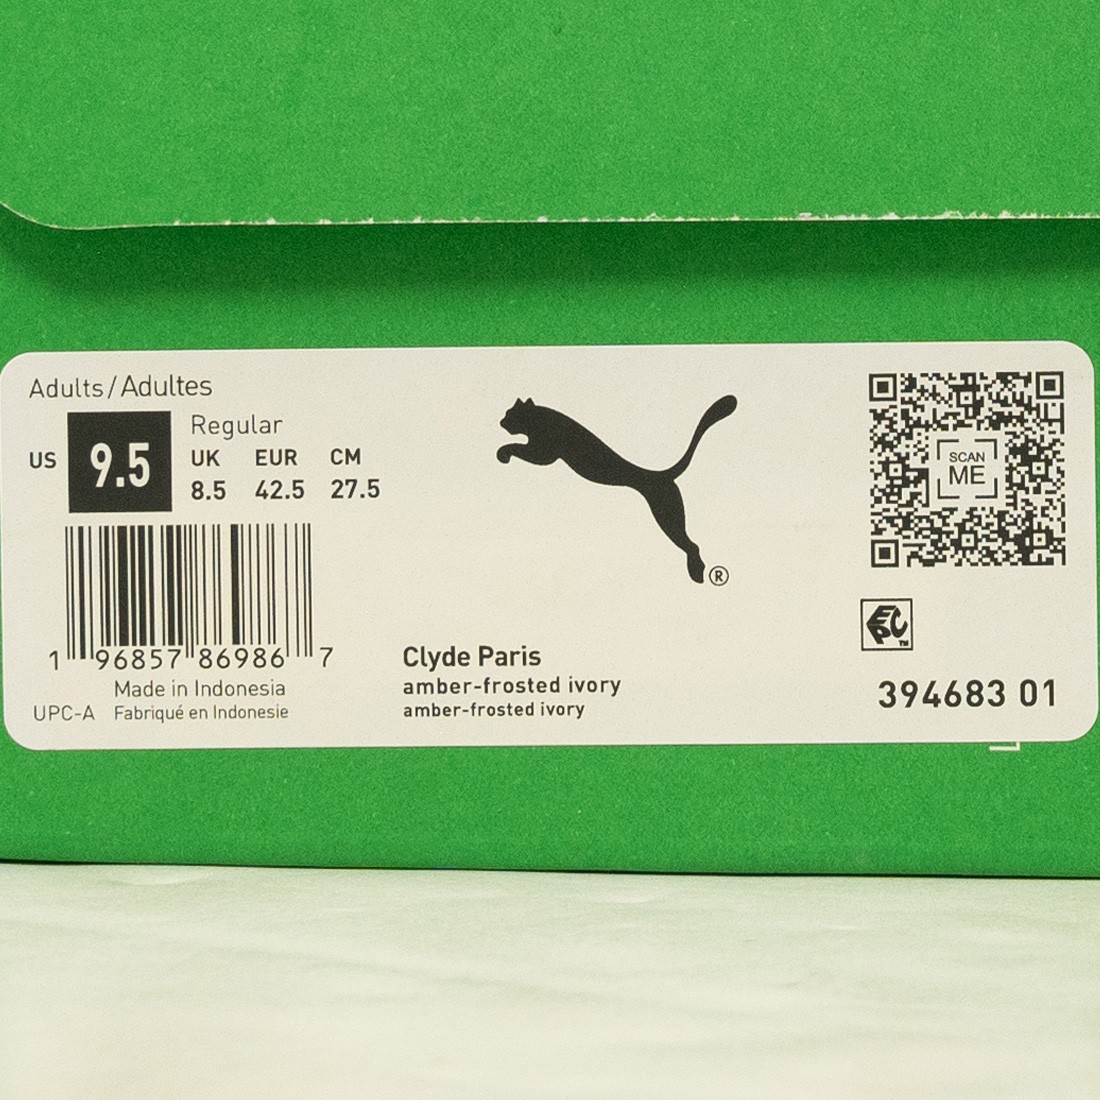 Adults/Adultes
US 9.5
Regular
UK EUR CM
8.5 42.5 27.5
SCAN
ME
®
1 96857 86986 7
Made in Indonesia
UPC-A Fabriqué en Indonesie
Clyde Paris
amber-frosted ivory
amber-frosted ivory
EPC
TM
394683 01